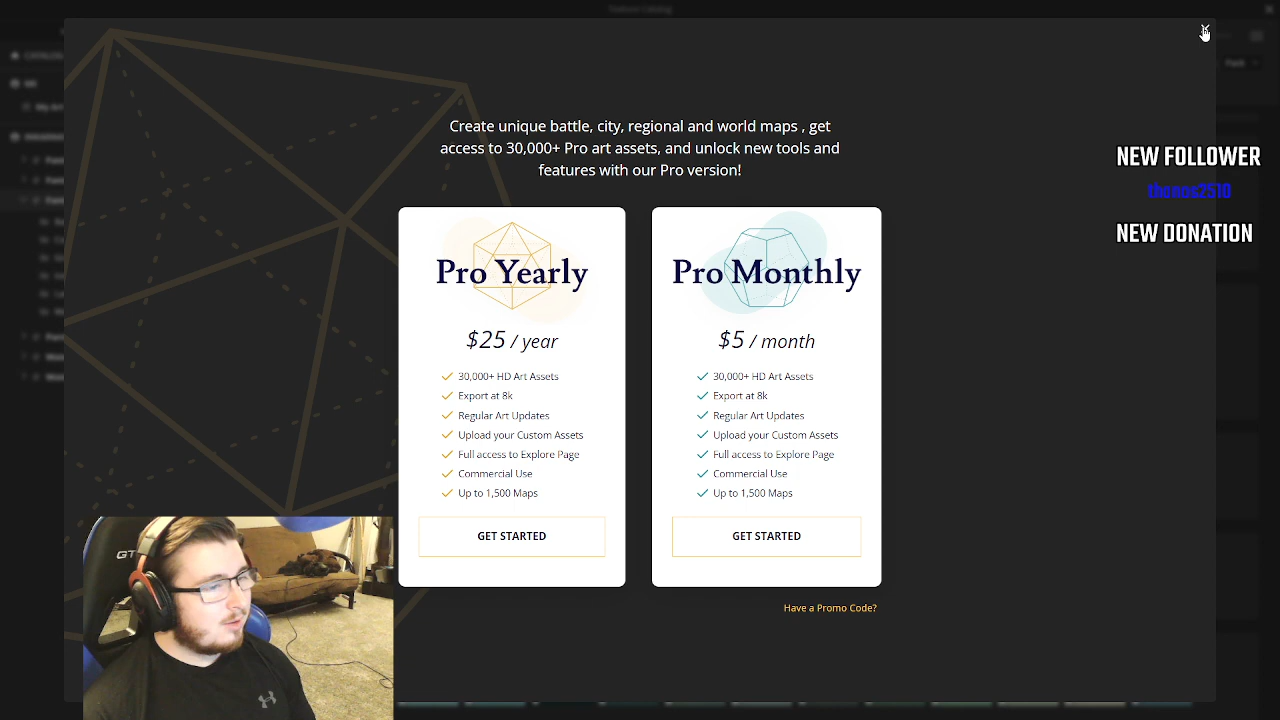 Create unique battle, city, regional and world maps , get
access to 30,000+ Pro art assets, and unlock new tools and
features with our Pro version!
NEW FOLLOWER
thanos2510
NEW DONATION
Pro Yearly
$25 / year
30,000+ HD Art Assets
Export at 8k
Regular Art Updates
Upload your Custom Assets
Full access to Explore Page
Commercial Use
Up to 1,500 Maps
GET STARTED
Pro Monthly
$5 / month
30,000+ HD Art Assets
Export at 8k
Regular Art Updates
Upload your Custom Assets
Full access to Explore Page
Commercial Use
Up to 1,500 Maps
GET STARTED
Have a Promo Code?
GT